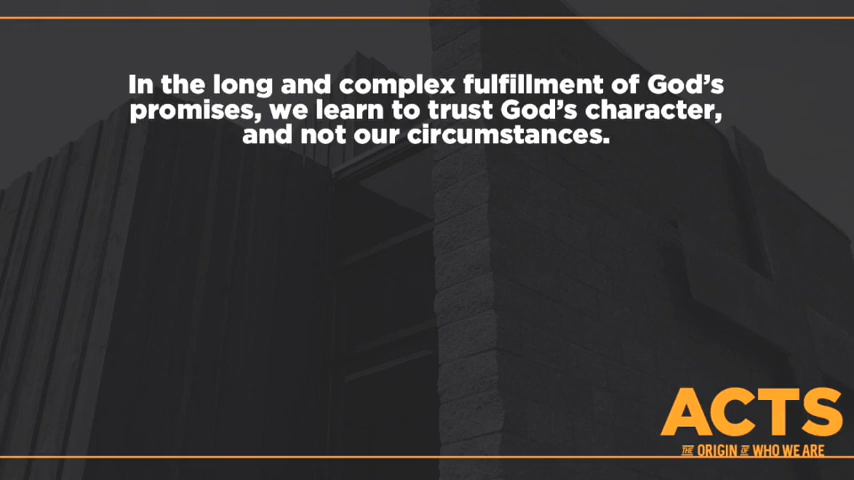 In the long and complex fulfillment of God’s
promises, we learn to trust God’s character,
and not our circumstances.
ACTS
THE ORIGIN OF WHO WE ARE